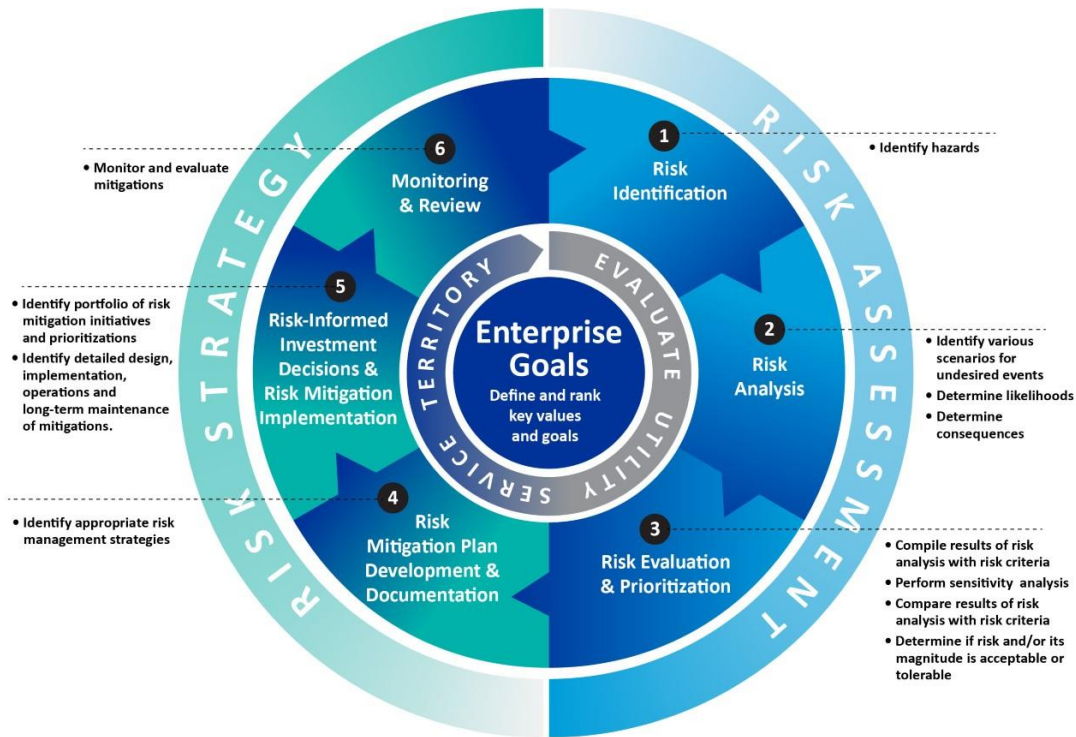 RISK ASSESSMENT
RISK STRATEGY
1
Risk
Identification
• Identify hazards
2
Risk
Analysis
• Identify various
scenarios for
undesired events
• Determine likelihoods
• Determine
consequences
3
Risk Evaluation
& Prioritization
• Compile results of risk
analysis with risk criteria
• Perform sensitivity analysis
• Compare results of risk
analysis with risk criteria
• Determine if risk and/or its
magnitude is acceptable or
tolerable
4
Risk
Mitigation Plan
Development &
Documentation
• Identify appropriate risk
management strategies
5
Risk-Informed
Investment
Decisions &
Risk Mitigation
Implementation
• Identify portfolio of risk
mitigation initiatives
and prioritizations
• Identify detailed design,
implementation,
operations and
long-term maintenance
of mitigations.
6
Monitoring
& Review
• Monitor and evaluate
mitigations
EVALUATE UTILITY SERVICE TERRITORY
Enterprise
Goals
Define and rank
key values
and goals